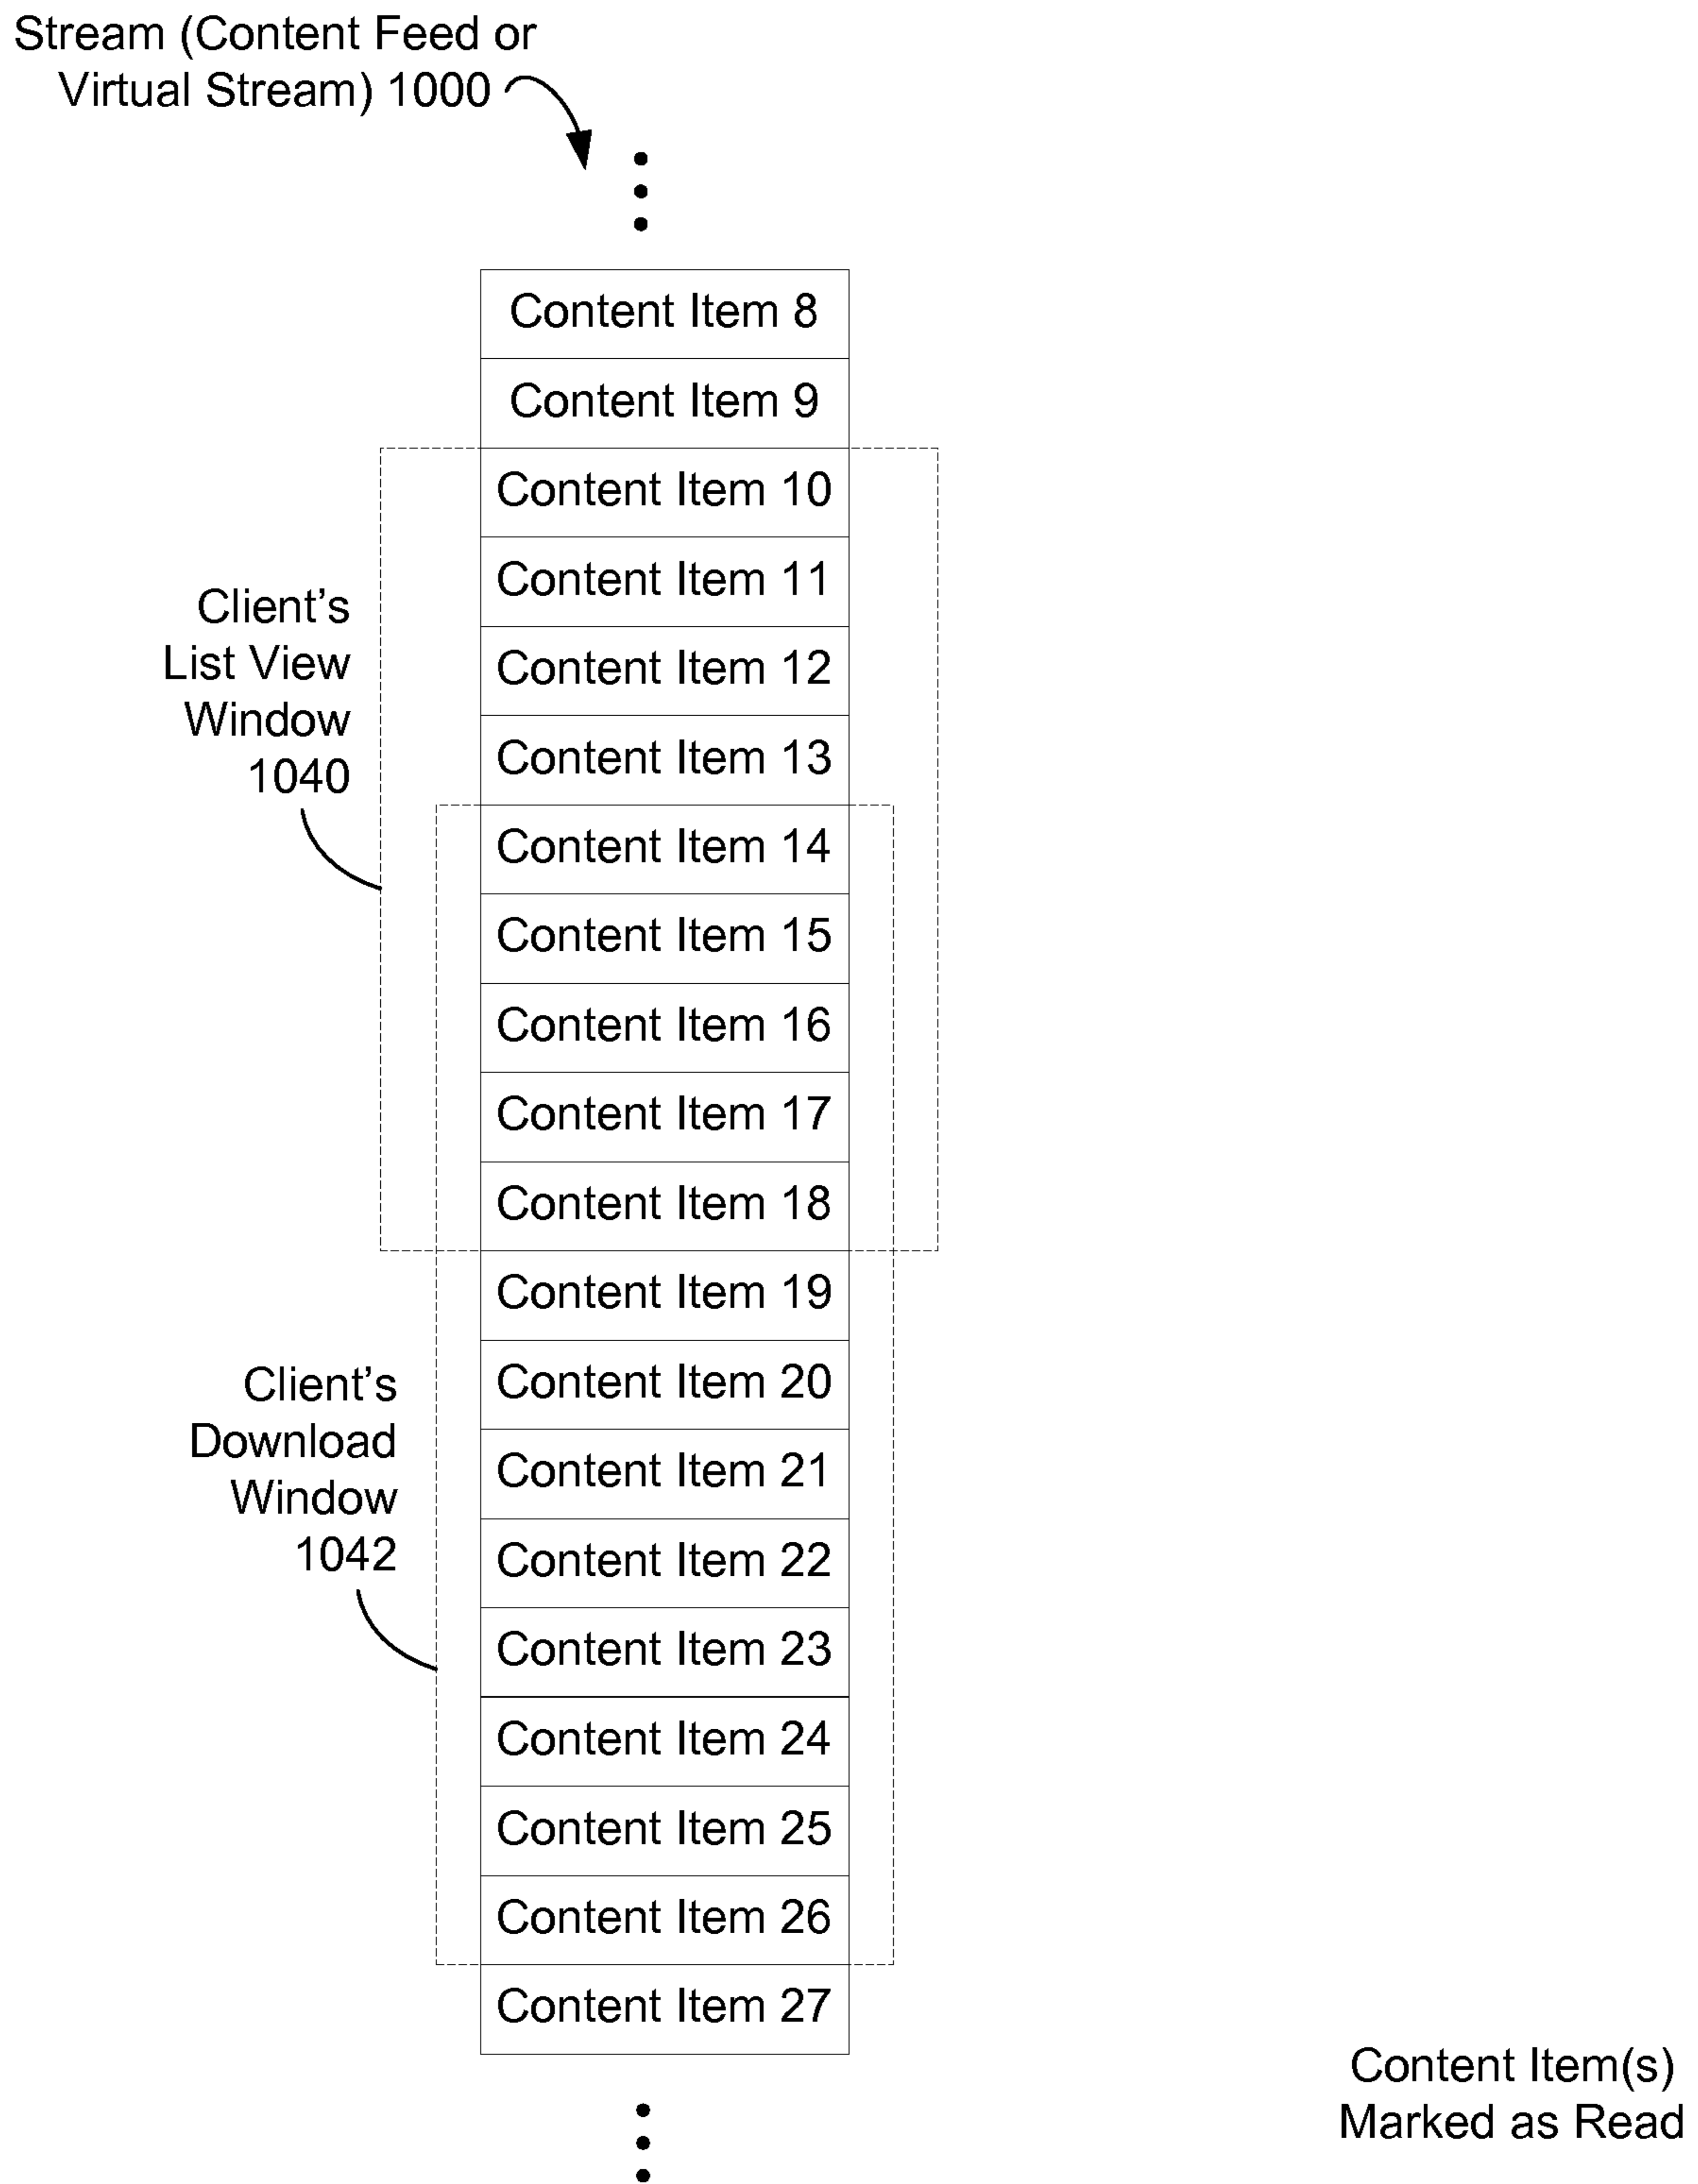 Stream (Content Feed or
Virtual Stream) 1000
Content Item 8
Content Item 9
Content Item 10
Content Item 11
Content Item 12
Content Item 13
Content Item 14
Content Item 15
Content Item 16
Content Item 17
Content Item 18
Content Item 19
Content Item 20
Content Item 21
Content Item 22
Content Item 23
Content Item 24
Content Item 25
Content Item 26
Content Item 27
Client’s
List View
Window
1040
Client’s
Download
Window
1042
Content Item(s)
Marked as Read